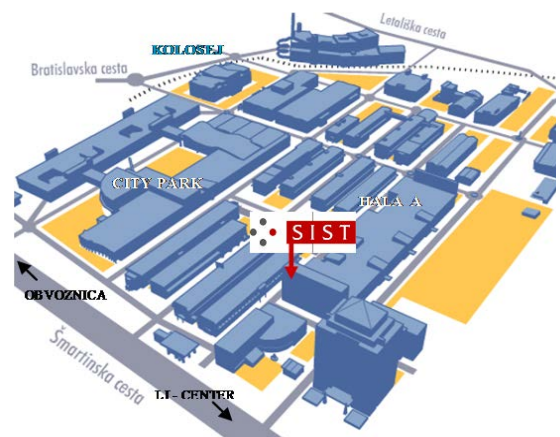 Letališka cesta
KOLOSEJ
Bratislavska cesta
CITY PARK
HALA A
SIST
OBVOZNICA
Šmartinska cesta
LJ - CENTER